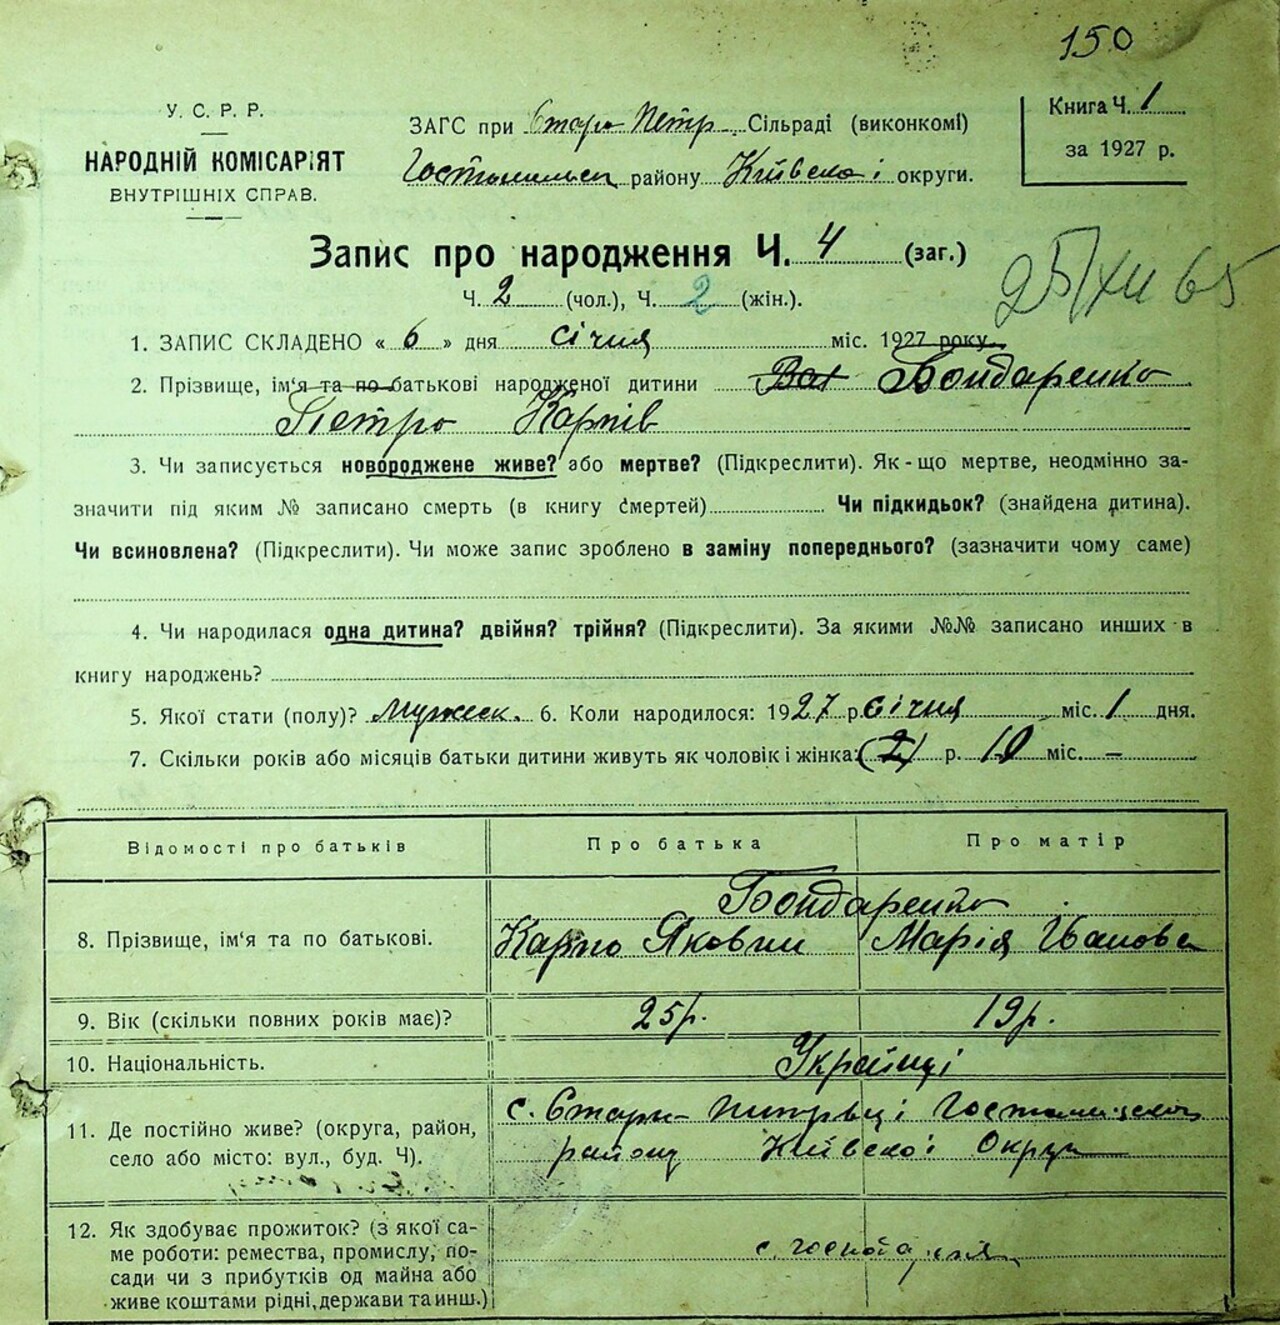 150
У. С. Р. Р.
НАРОДНІЙ КОМІСАРІЯТ
ВНУТРІШНІХ СПРАВ.
ЗАГС при Старо Петр. Сільраді (виконкомі)
району Київської округи.
Книга Ч. 1
за 1927 р.
Запис про народження Ч. 4 (заг.)
Ч. 2 (чол.), Ч. 2 (жін.).
25/XII 65
1. ЗАПИС СКЛАДЕНО « 6 » дня січня міс. 1927 року.
2. Прізвище, ім'я та по батькові народженої дитини Бондаренко
Петро Карпів
3. Чи записується новороджене живе? або мертве? (Підкреслити). Як-що мертве, неодмінно за-
значити під яким № записано смерть (в книгу смертей) Чи підкидьок? (знайдена дитина).
Чи всиновлена? (Підкреслити). Чи може запис зроблено в заміну попереднього? (зазначити чому саме)
4. Чи народилася одна дитина? двійня? трійня? (Підкреслити). За якими №№ записано инших в
книгу народжень?
5. Якої стати (полу)? мужеск. 6. Коли народилося: 1927 р. січня міс. 1 дня.
7. Скільки років або місяців батьки дитини живуть як чоловік і жінка: (2) р. 10 міс. —
Відомості про батьків Про батька Про матір
Бондаренко
8. Прізвище, ім'я та по батькові. Карпо Якович Марія Іванова
9. Вік (скільки повних років має)? 25р. 19р.
10. Національність. Українці
с. Старі Петрівці
11. Де постійно живе? (округа, район,
село або місто: вул., буд. Ч). району Київської Округи
12. Як здобуває прожиток? (з якої са-
ме роботи: ремества, промислу, по-
сади чи з прибутків од майна або
живе коштами рідні, держави та инш.)